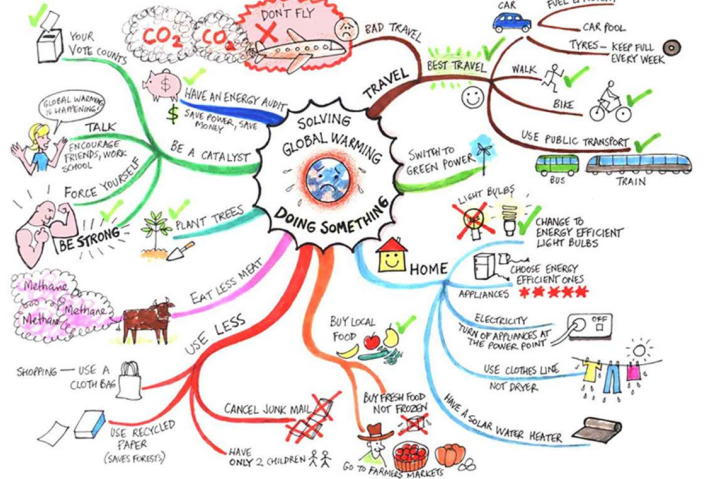 SOLVING
GLOBAL WARMING
DOING SOMETHING
DON'T FLY
CO2
CO2
BAD TRAVEL
TRAVEL
BEST TRAVEL
CAR
CAR POOL
TYRES — KEEP FULL
EVERY WEEK
WALK
BIKE
USE PUBLIC TRANSPORT
BUS
TRAIN
SWITH TO
GREEN POWER
HOME
LIGHT BULBS
CHANGE TO
ENERGY EFFICIENT
LIGHT BULBS
CHOOSE ENERGY
EFFICIENT ONES
APPLIANCES
ELECTRICITY
TURN OF APPLIANCES AT
THE POWER POINT
OFF
USE CLOTHES LINE
NOT DRYER
HAVE A SOLAR WATER HEATER
BUY LOCAL
FOOD
BUY FRESH FOOD
NOT FROZEN
GO TO FARMERS MARKETS
USE LESS
SHOPPING — USE A
CLOTH BAG
USE RECYCLED
PAPER
(SAVES FORESTS)
CANCEL JUNK MAIL
HAVE
ONLY 2 CHILDREN
EAT LESS MEAT
Methane
Methane
Methane
PLANT TREES
BE A CATALYST
YOUR
VOTE COUNTS
GLOBAL WARMING
IS HAPPENING!
TALK
ENCOURAGE
FRIENDS, WORK
SCHOOL
FORCE YOURSELF
BE STRONG
HAVE AN ENERGY AUDIT
SAVE POWER, SAVE
MONEY
$